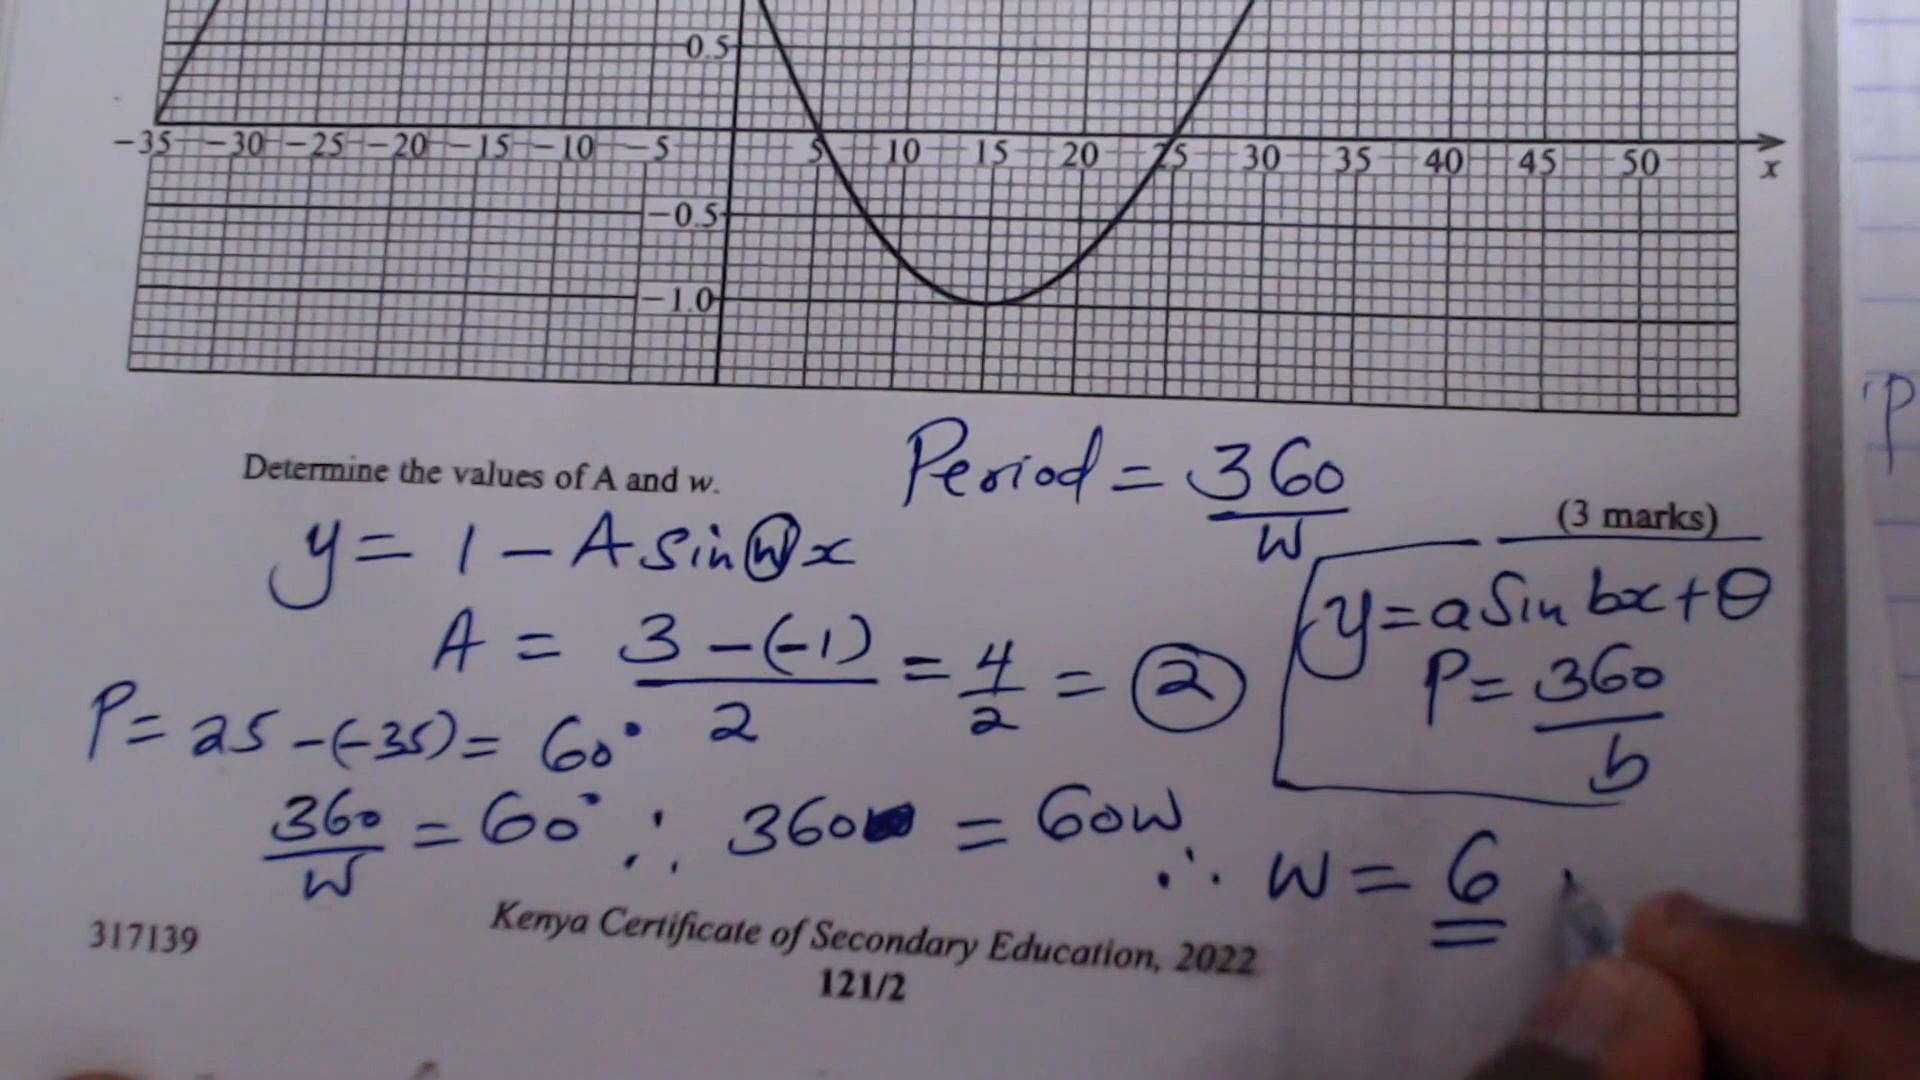 0.5
-35 -30 -25 -20 -15 -10 -5 5 10 15 20 25 30 35 40 45 50 x
-0.5
-1.0
Determine the values of A and w.
Period = 360/w
(3 marks)
y = 1 - A sin w x
y = a sin bx + θ
P = 360/b
A = 3 - (-1)/2 = 4/2 = 2
P = 25 - (-35) = 60°
360/w = 60° ∴ 360 = 60w
∴ w = 6
317139
Kenya Certificate of Secondary Education, 2022
121/2
P